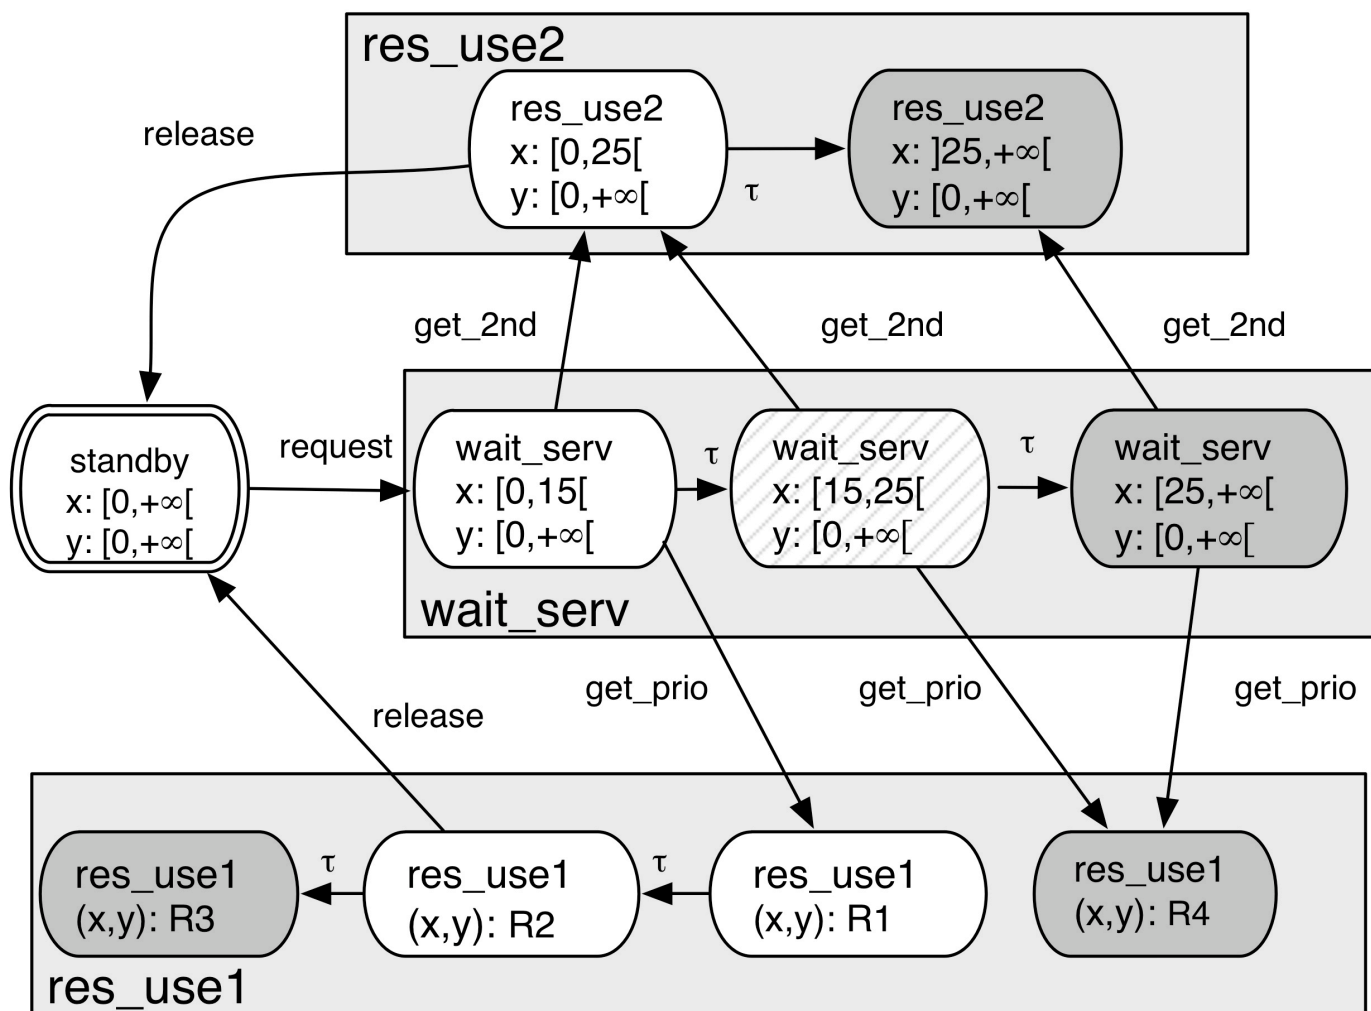 res_use2
res_use2
x: [0,25[
y: [0,+∞[
τ
res_use2
x: ]25,+∞[
y: [0,+∞[
release
get_2nd
get_2nd
get_2nd
standby
x: [0,+∞[
y: [0,+∞[
request
wait_serv
x: [0,15[
y: [0,+∞[
τ
wait_serv
x: [15,25[
y: [0,+∞[
τ
wait_serv
x: [25,+∞[
y: [0,+∞[
wait_serv
get_prio
get_prio
get_prio
release
res_use1
(x,y): R3
τ
res_use1
(x,y): R2
τ
res_use1
(x,y): R1
res_use1
(x,y): R4
res_use1